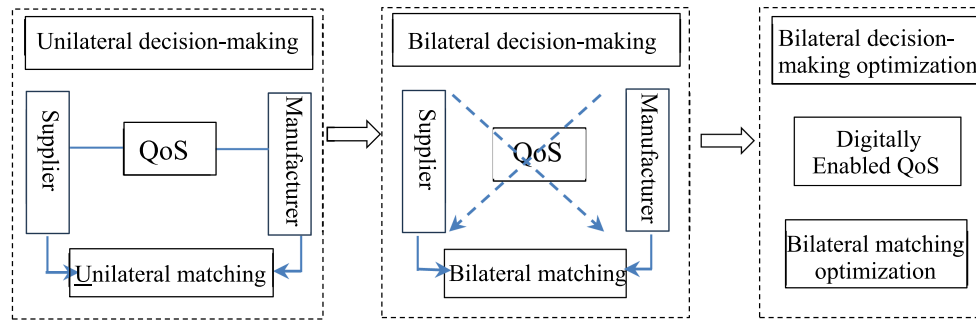 Unilateral decision-making
Supplier
QoS
Manufacturer
Unilateral matching
Bilateral decision-making
Supplier
QoS
Manufacturer
Bilateral matching
Bilateral decision-
making optimization
Digitally
Enabled QoS
Bilateral matching
optimization